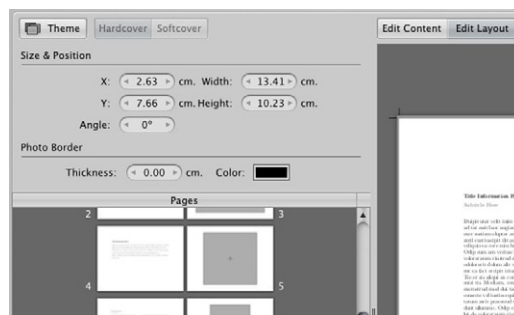 Theme Hardcover Softcover Edit Content Edit Layout
Size & Position
X: 2.63 cm. Width: 13.41 cm.
Y: 7.66 cm. Height: 10.23 cm.
Angle: 0°
Photo Border
Thickness: 0.00 cm. Color:
Pages
2 3
4 5
Title Information
Subtitle Here